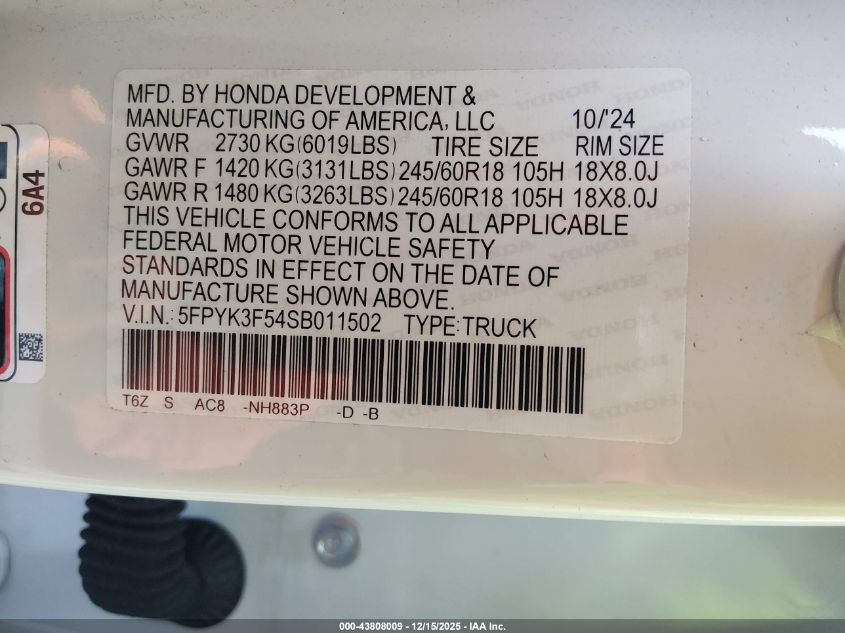 MFD. BY HONDA DEVELOPMENT &
MANUFACTURING OF AMERICA, LLC 10/'24
GVWR 2730 KG(6019LBS) TIRE SIZE RIM SIZE
GAWR F 1420 KG(3131LBS) 245/60R18 105H 18X8.0J
GAWR R 1480 KG(3263LBS) 245/60R18 105H 18X8.0J
THIS VEHICLE CONFORMS TO ALL APPLICABLE
FEDERAL MOTOR VEHICLE SAFETY
STANDARDS IN EFFECT ON THE DATE OF
MANUFACTURE SHOWN ABOVE.
V.I.N.: 5FPYK3F54SB011502 TYPE:TRUCK
T6Z S AC8 -NH883P -D -B
6A4
000-43808009 - 12/15/2025 - IAA Inc.